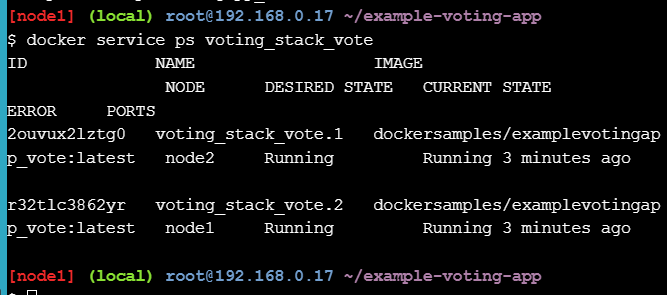 [node1] (local) root@192.168.0.17 ~/example-voting-app
$ docker service ps voting_stack_vote
ID                  NAME                  IMAGE
                    NODE      DESIRED STATE   CURRENT STATE
ERROR     PORTS
2ouvux2lztg0   voting_stack_vote.1   dockersamples/examplevotingap
p_vote:latest   node2     Running         Running 3 minutes ago

r32tlc3862yr   voting_stack_vote.2   dockersamples/examplevotingap
p_vote:latest   node1     Running         Running 3 minutes ago

[node1] (local) root@192.168.0.17 ~/example-voting-app